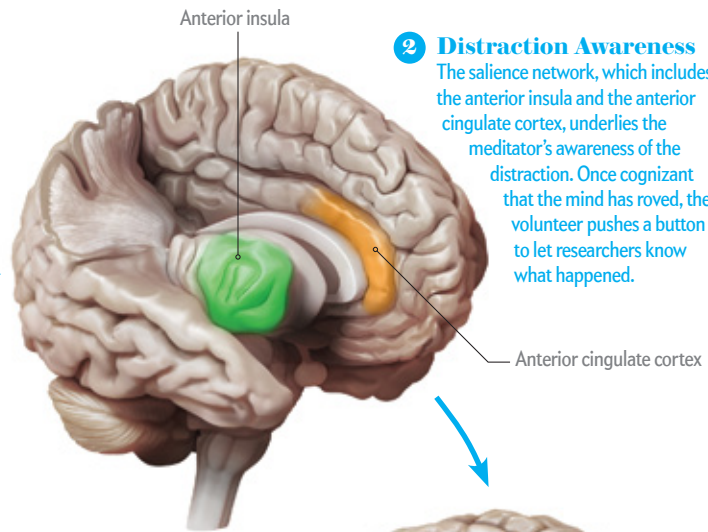 Anterior insula
2 Distraction Awareness
The salience network, which includes
the anterior insula and the anterior
cingulate cortex, underlies the
meditator's awareness of the
distraction. Once cognizant
that the mind has roved, the
volunteer pushes a button
to let researchers know
what happened.
Anterior cingulate cortex